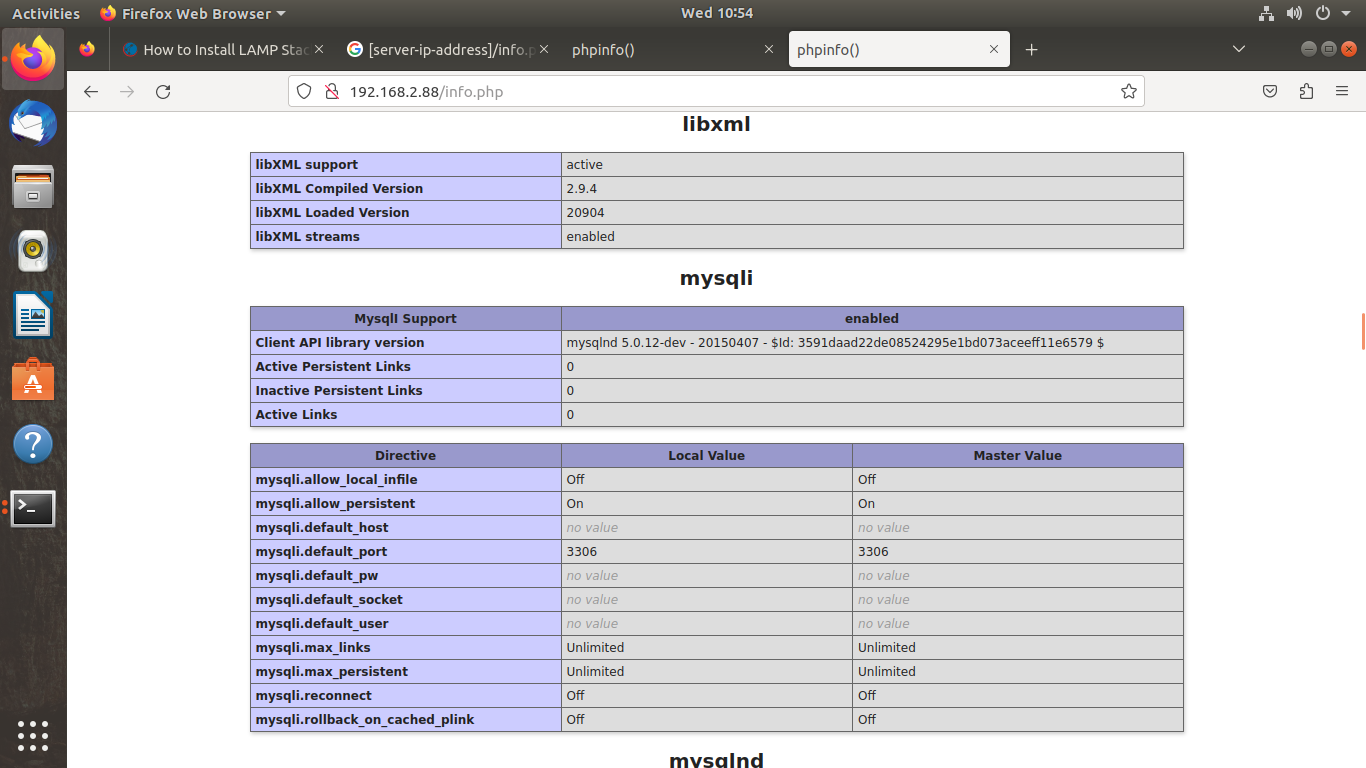 Activities Firefox Web Browser Wed 10:54
How to Install LAMP Stac [server-ip-address]/info.p phpinfo() phpinfo()
192.168.2.88/info.php
libxml
libXML support active
libXML Compiled Version 2.9.4
libXML Loaded Version 20904
libXML streams enabled
mysqli
MysqlI Support enabled
Client API library version mysqlnd 5.0.12-dev - 20150407 - $Id: 3591daad22de08524295e1bd073aceeff11e6579 $
Active Persistent Links 0
Inactive Persistent Links 0
Active Links 0
Directive Local Value Master Value
mysqli.allow_local_infile Off Off
mysqli.allow_persistent On On
mysqli.default_host no value no value
mysqli.default_port 3306 3306
mysqli.default_pw no value no value
mysqli.default_socket no value no value
mysqli.default_user no value no value
mysqli.max_links Unlimited Unlimited
mysqli.max_persistent Unlimited Unlimited
mysqli.reconnect Off Off
mysqli.rollback_on_cached_plink Off Off
mysqlnd